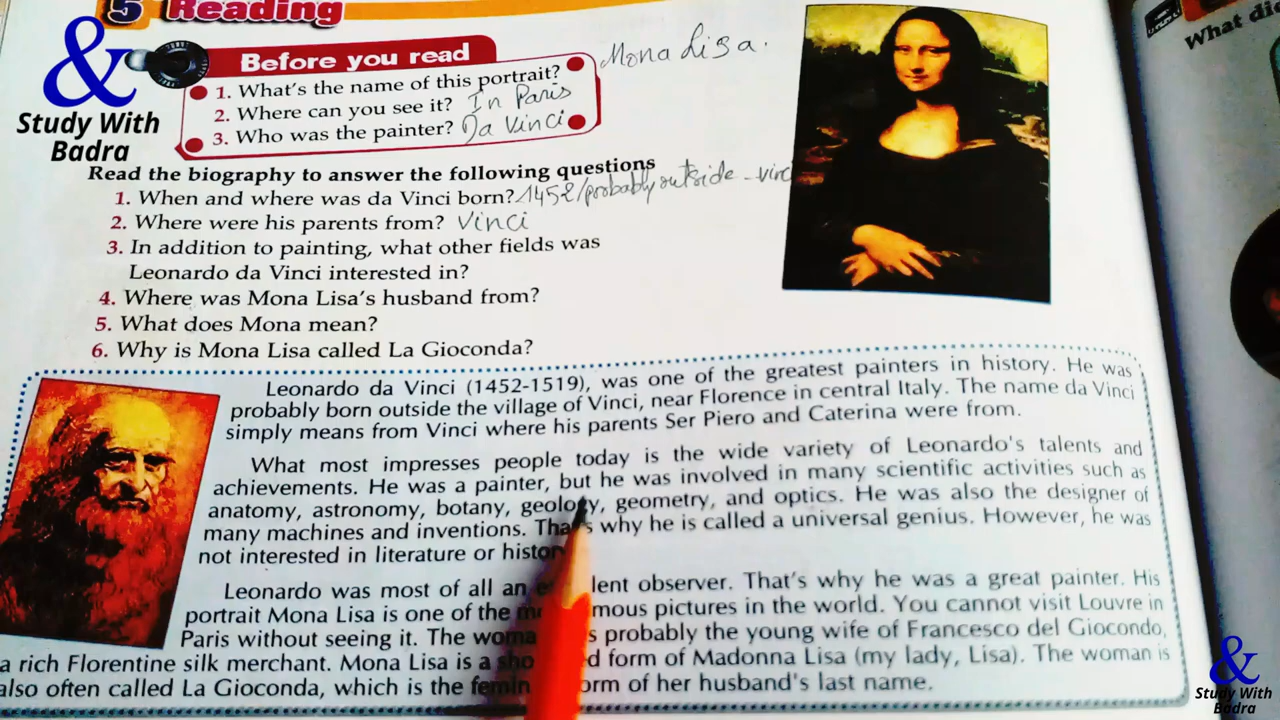 5 Reading
&
Study With
Badra
Before you read
Mona Lisa.
1. What's the name of this portrait?
2. Where can you see it? In Paris
3. Who was the painter? Da Vinci
What
Read the biography to answer the following questions
1. When and where was da Vinci born? 1452/probably outside - vinci
2. Where were his parents from? Vinci
3. In addition to painting, what other fields was
Leonardo da Vinci interested in?
4. Where was Mona Lisa's husband from?
5. What does Mona mean?
6. Why is Mona Lisa called La Gioconda?
Leonardo da Vinci (1452-1519), was one of the greatest painters in history. He was
probably born outside the village of Vinci, near Florence in central Italy. The name da Vinci
simply means from Vinci where his parents Ser Piero and Caterina were from.
What most impresses people today is the wide variety of Leonardo's talents and
achievements. He was a painter, but he was involved in many scientific activities such as
anatomy, astronomy, botany, geology, geometry, and optics. He was also the designer of
many machines and inventions. That's why he is called a universal genius. However, he was
not interested in literature or
Leonardo was most of all an observer. That's why he was a great painter. His
portrait Mona Lisa is one of the pictures in the world. You cannot visit Louvre in
Paris without seeing it. The probably the young wife of Francesco del Giocondo,
a rich Florentine silk merchant. Mona Lisa is a form of Madonna Lisa (my lady, Lisa). The woman is
also often called La Gioconda, which is the of her husband's last name.
&
Study With
Badra